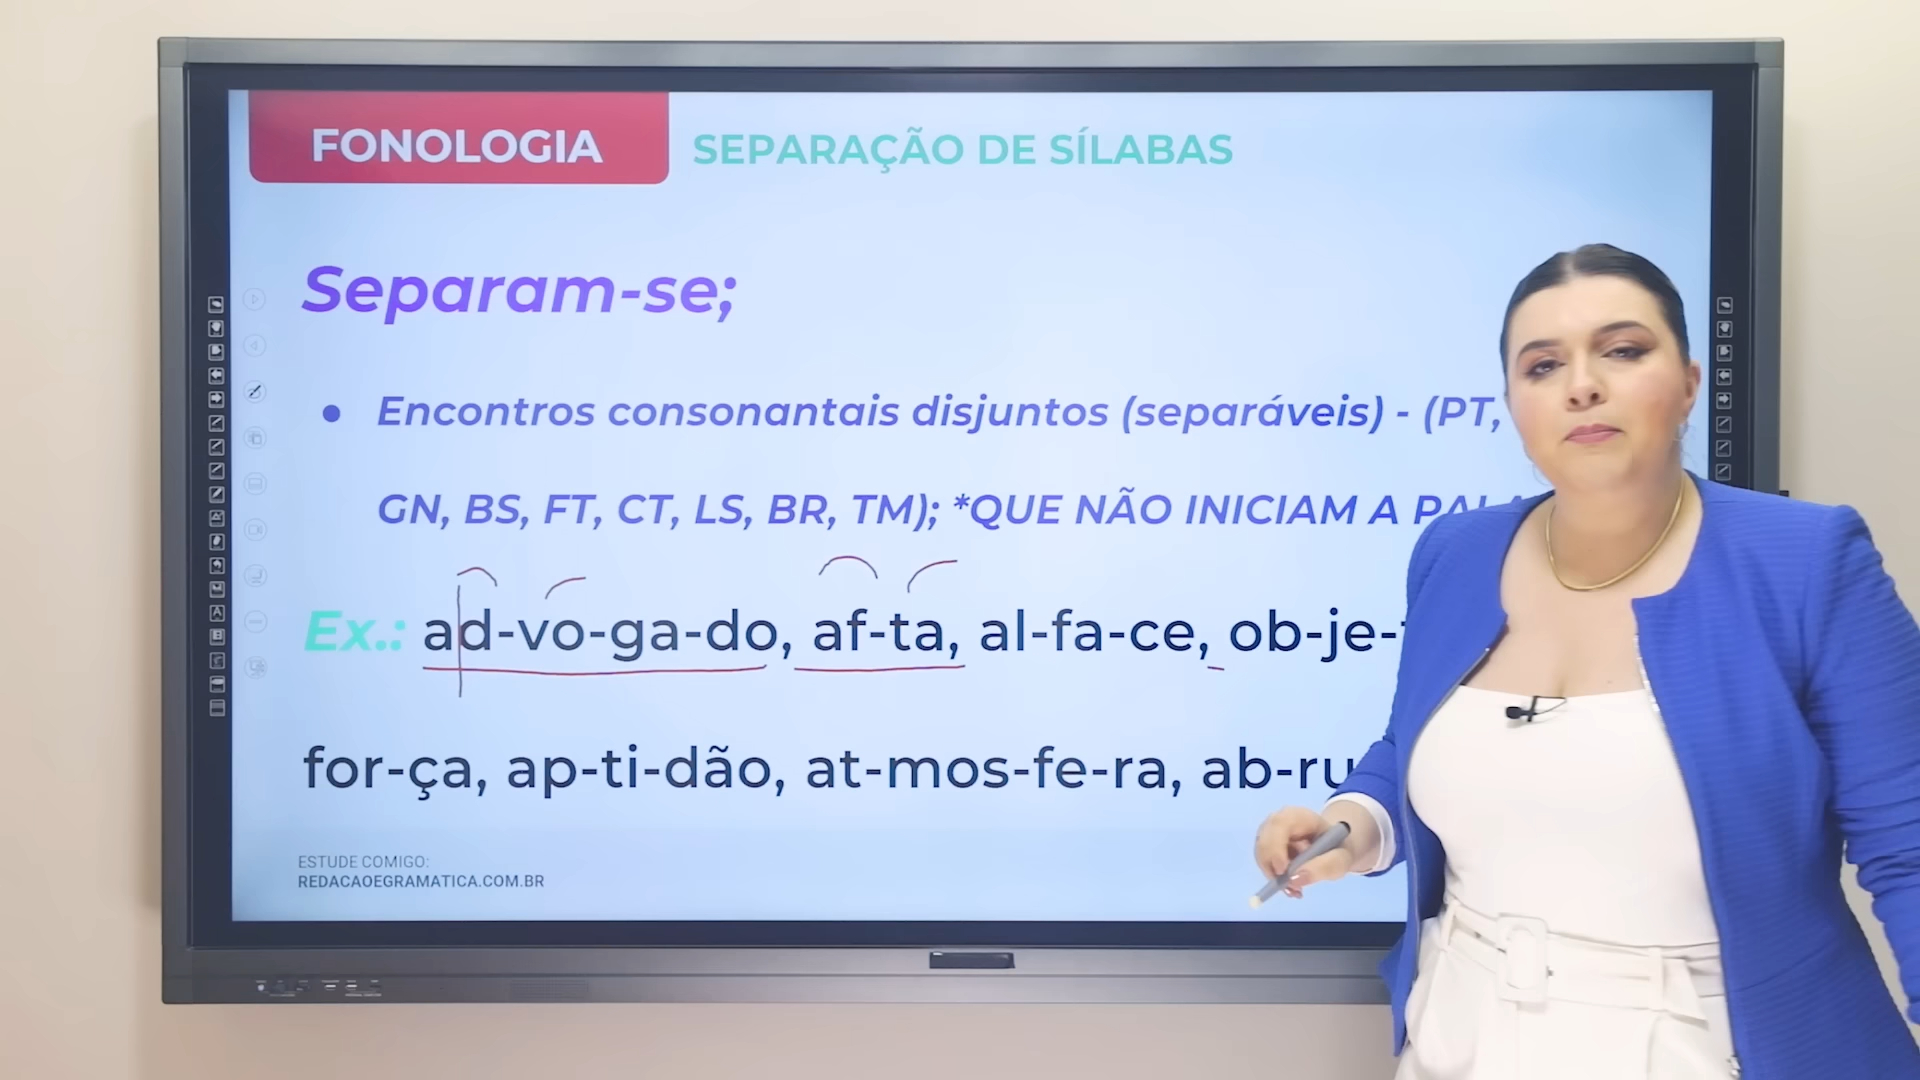 FONOLOGIA
SEPARAÇÃO DE SÍLABAS
Separam-se;
• Encontros consonantais disjuntos (separáveis) - (PT,
GN, BS, FT, CT, LS, BR, TM); *QUE NÃO INICIAM A
Ex.: ad-vo-ga-do, af-ta, al-fa-ce, ob-je-
for-ça, ap-ti-dão, at-mos-fe-ra, ab-ru
ESTUDE COMIGO:
REDACAOEGRAMATICA.COM.BR